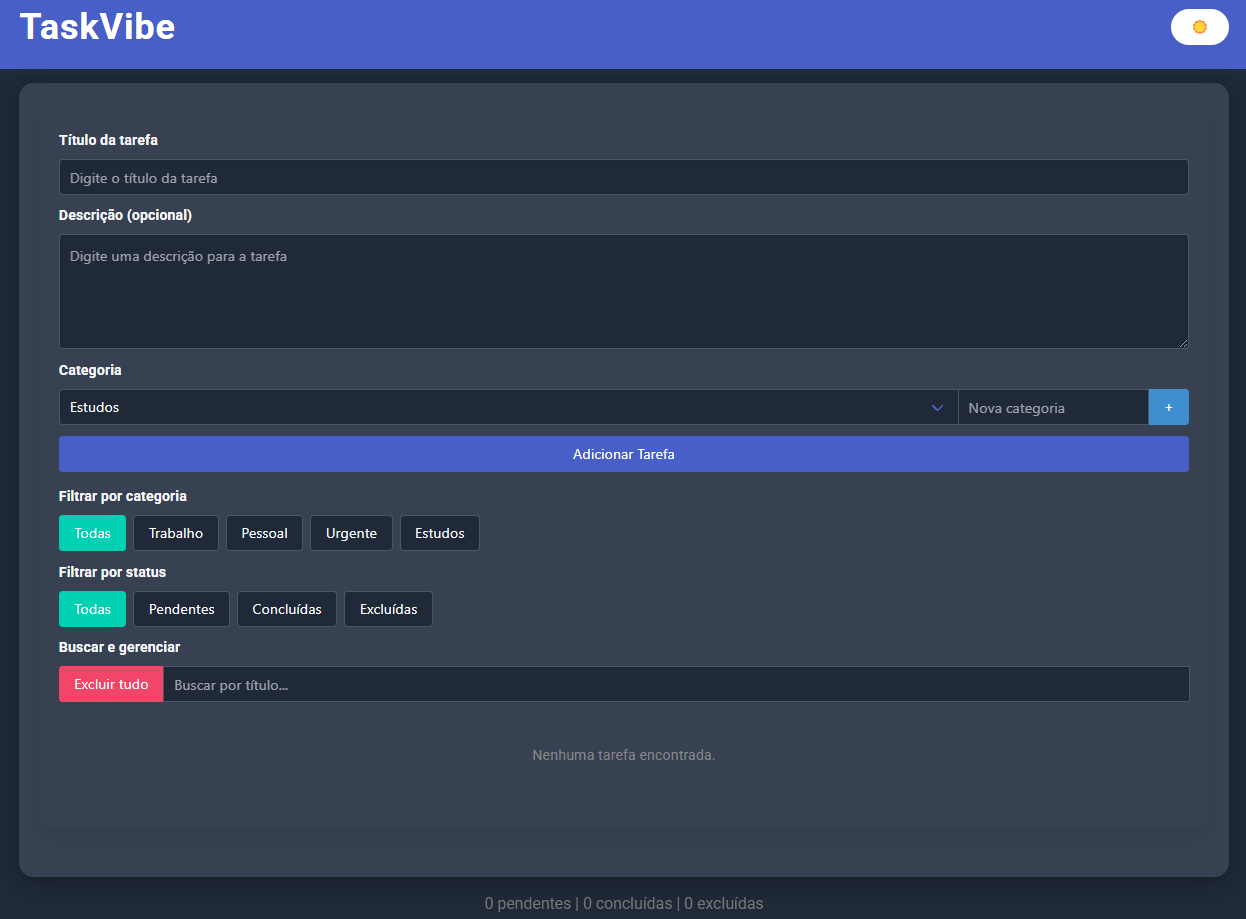 TaskVibe
Título da tarefa
Digite o título da tarefa
Descrição (opcional)
Digite uma descrição para a tarefa
Categoria
Estudos Nova categoria +
Adicionar Tarefa
Filtrar por categoria
Todas Trabalho Pessoal Urgente Estudos
Filtrar por status
Todas Pendentes Concluídas Excluídas
Buscar e gerenciar
Excluir tudo Buscar por título...
Nenhuma tarefa encontrada.
0 pendentes | 0 concluídas | 0 excluídas